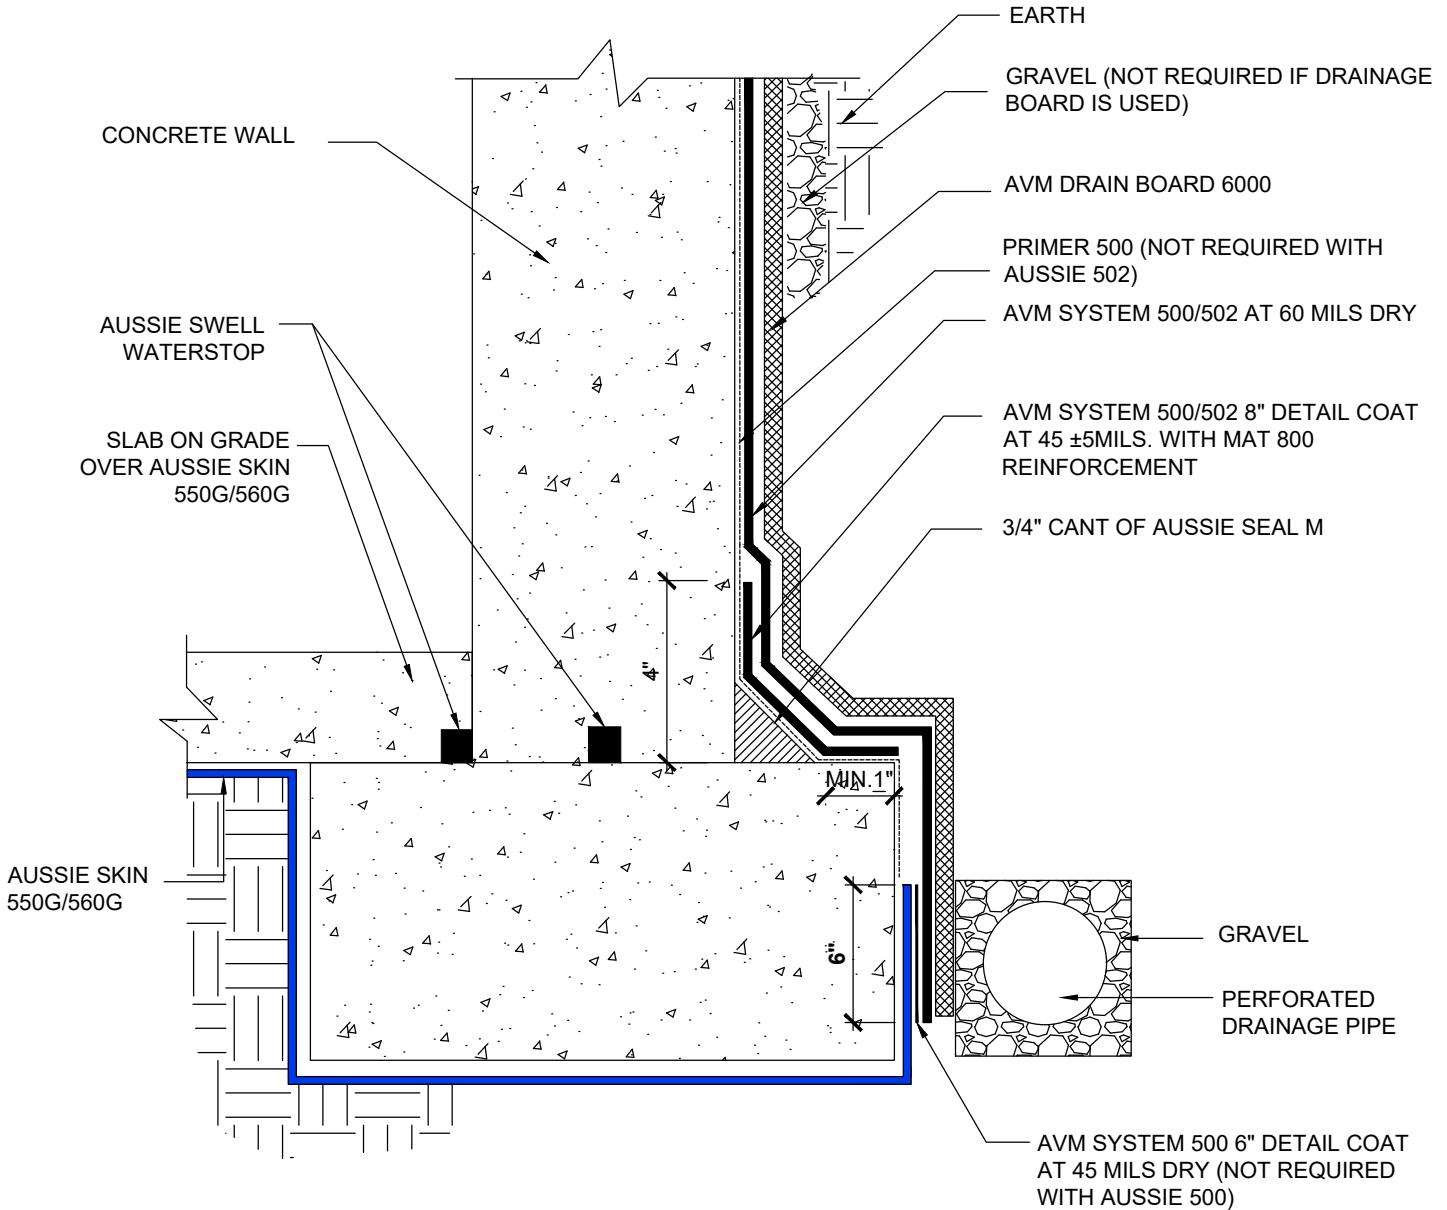 EARTH
GRAVEL (NOT REQUIRED IF DRAINAGE
BOARD IS USED)
CONCRETE WALL
AVM DRAIN BOARD 6000
PRIMER 500 (NOT REQUIRED WITH
AUSSIE 502)
AVM SYSTEM 500/502 AT 60 MILS DRY
AUSSIE SWELL
WATERSTOP
AVM SYSTEM 500/502 8" DETAIL COAT
AT 45 ±5MILS. WITH MAT 800
REINFORCEMENT
SLAB ON GRADE
OVER AUSSIE SKIN
550G/560G
3/4" CANT OF AUSSIE SEAL M
4"
MIN.1"
AUSSIE SKIN
550G/560G
6"
GRAVEL
PERFORATED
DRAINAGE PIPE
AVM SYSTEM 500 6" DETAIL COAT
AT 45 MILS DRY (NOT REQUIRED
WITH AUSSIE 500)